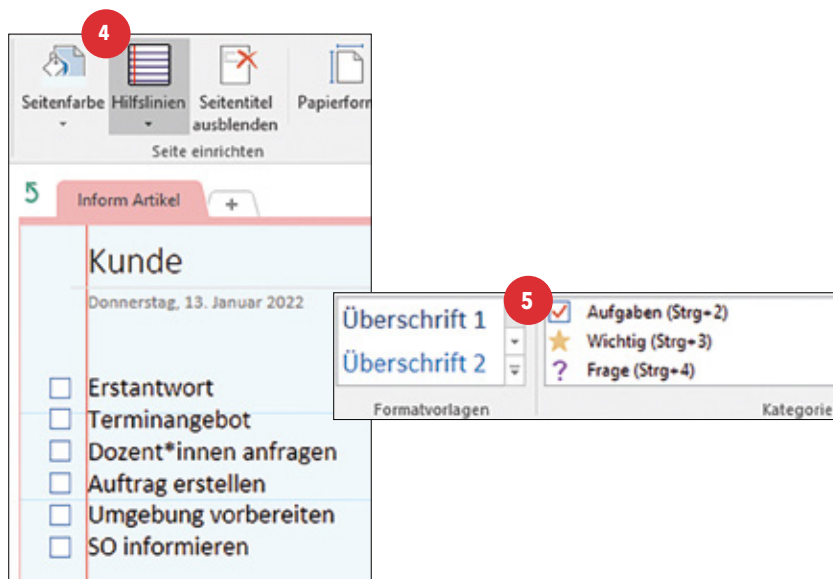 4
Seitenfarbe Hilfslinien Seitentitel ausblenden Papierform
Seite einrichten
Inform Artikel +
Kunde
Donnerstag, 13. Januar 2022
Erstantwort
Terminangebot
Dozent*innen anfragen
Auftrag erstellen
Umgebung vorbereiten
SO informieren
5
Überschrift 1
Überschrift 2
Formatvorlagen
Aufgaben (Strg+2)
Wichtig (Strg+3)
? Frage (Strg+4)
Kategorie